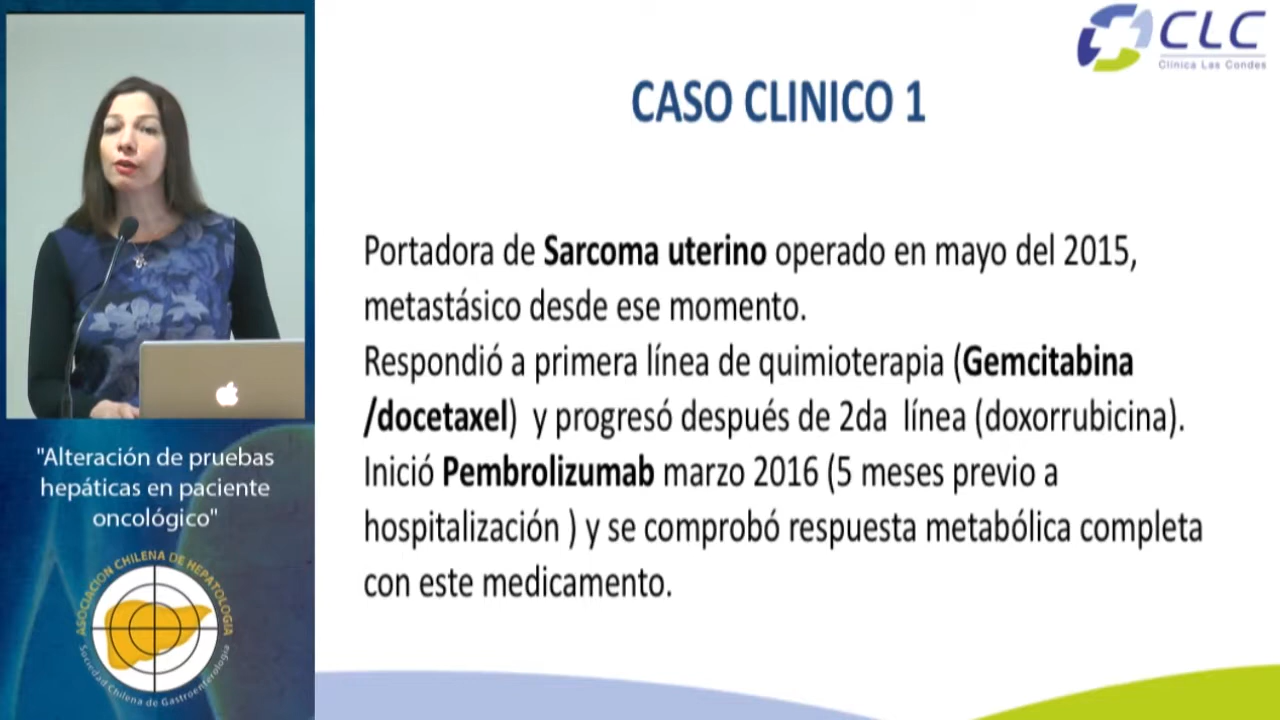 CLC
Clínica Las Condes
CASO CLINICO 1
Portadora de Sarcoma uterino operado en mayo del 2015,
metastásico desde ese momento.
Respondió a primera línea de quimioterapia (Gemcitabina
/docetaxel) y progresó después de 2da línea (doxorrubicina).
Inició Pembrolizumab marzo 2016 (5 meses previo a
hospitalización ) y se comprobó respuesta metabólica completa
con este medicamento.
"Alteración de pruebas
hepáticas en paciente
oncológico"
ASOCIACION CHILENA DE HEPATOLOGIA
Sociedad Chilena de Gastroenterología